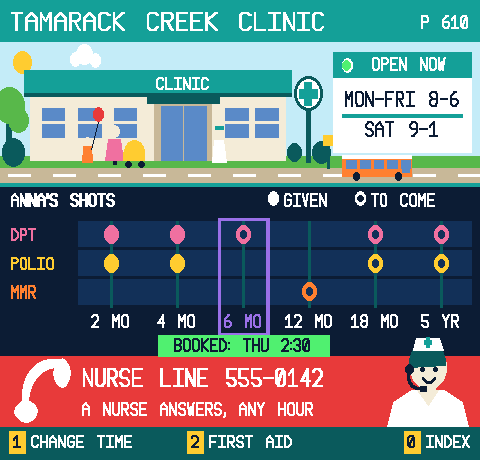 TAMARACK CREEK CLINIC P 610
CLINIC
OPEN NOW
MON-FRI 8-6
SAT 9-1
ANNA'S SHOTS GIVEN TO COME
DPT
POLIO
MMR
2 MO 4 MO 6 MO 12 MO 18 MO 5 YR
BOOKED: THU 2:30
NURSE LINE 555-0142
A NURSE ANSWERS, ANY HOUR
1 CHANGE TIME 2 FIRST AID 0 INDEX